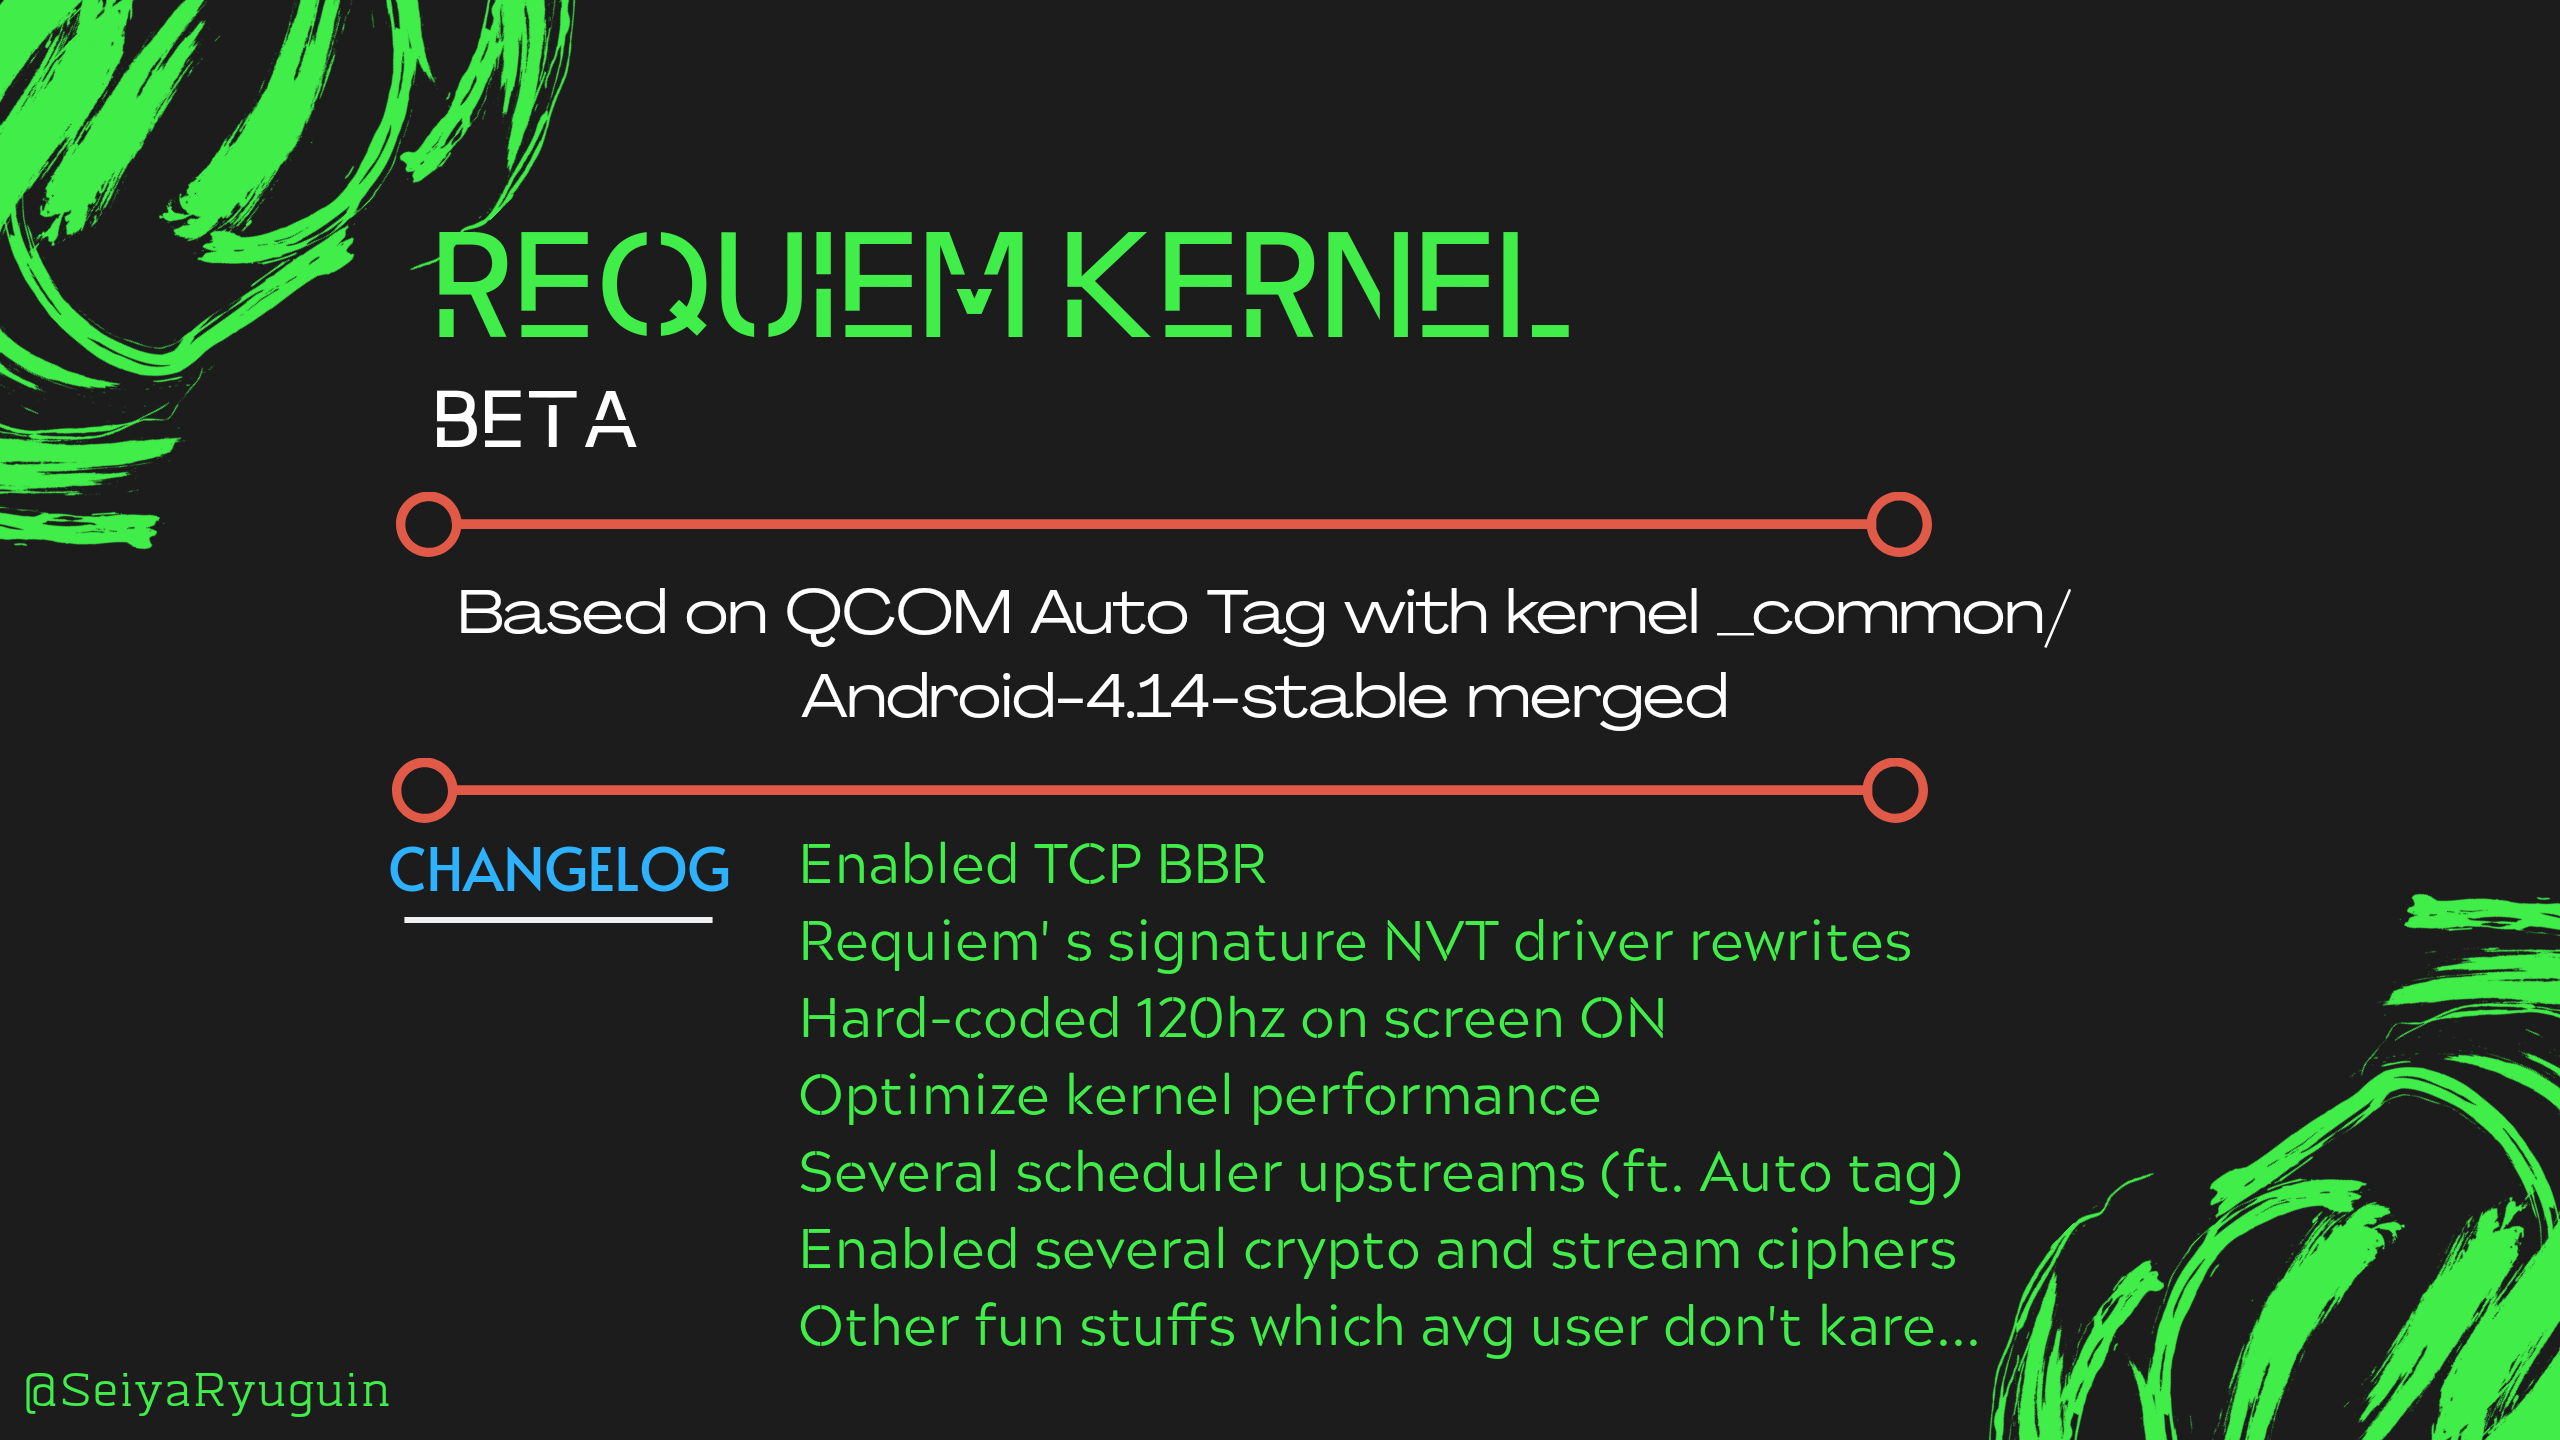 REQUIEM KERNEL
BETA
Based on QCOM Auto Tag with kernel _common/
Android-4.14-stable merged
CHANGELOG
Enabled TCP BBR
Requiem' s signature NVT driver rewrites
Hard-coded 120hz on screen ON
Optimize kernel performance
Several scheduler upstreams (ft. Auto tag)
Enabled several crypto and stream ciphers
Other fun stuffs which avg user don't kare...
@SeiyaRyuguin